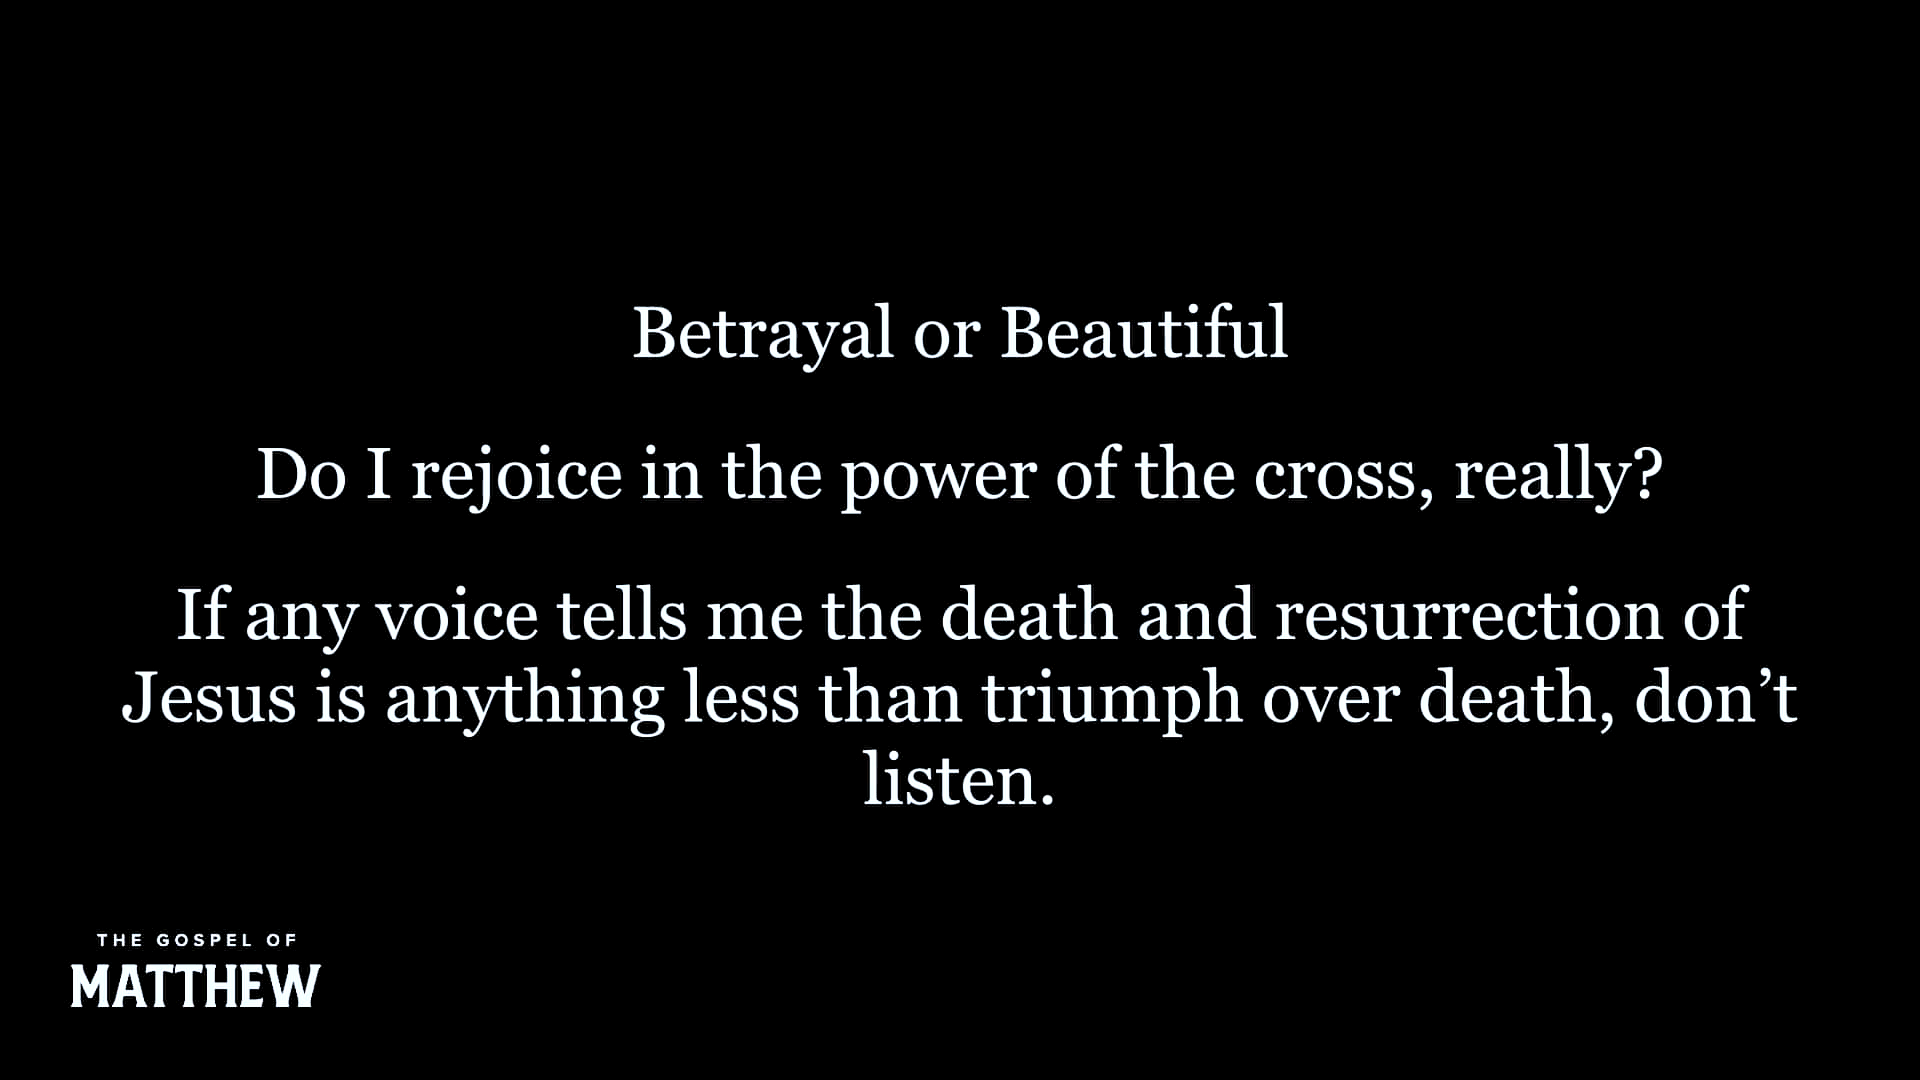 Betrayal or Beautiful
Do I rejoice in the power of the cross, really?
If any voice tells me the death and resurrection of
Jesus is anything less than triumph over death, don’t
listen.
THE GOSPEL OF
MATTHEW